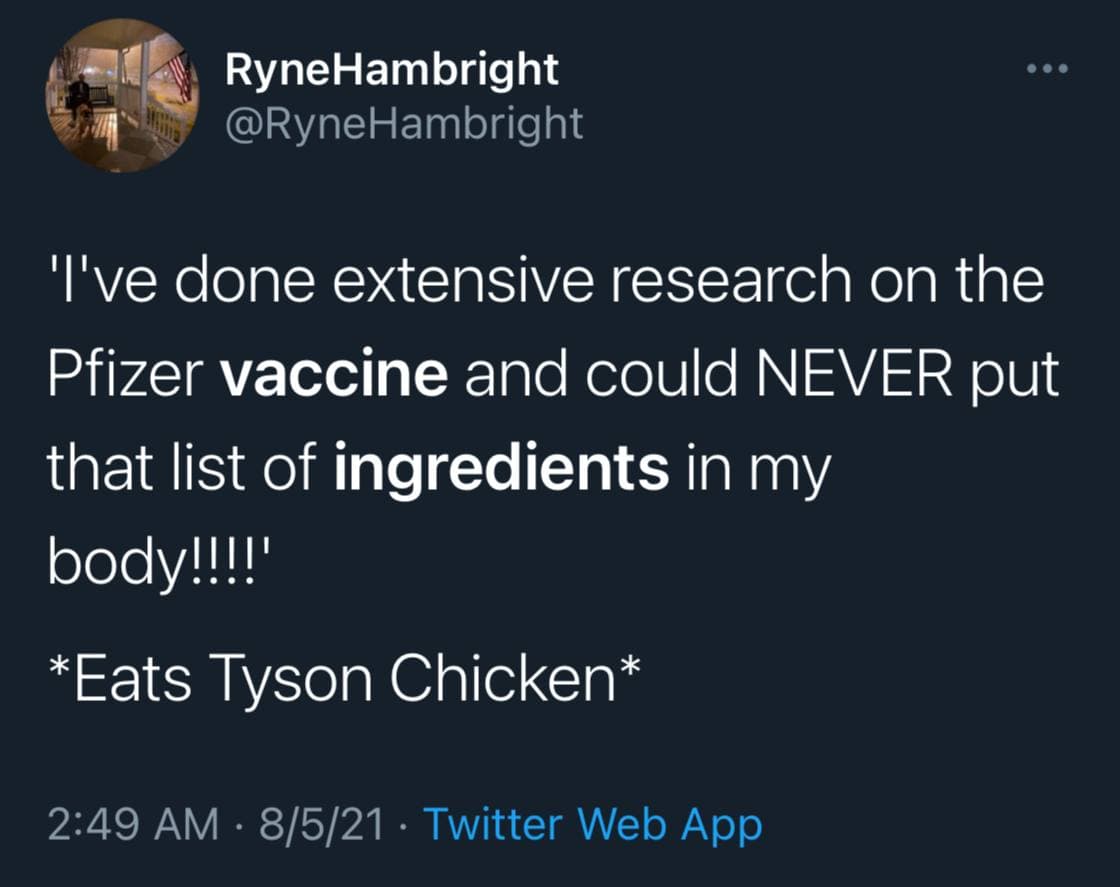 RyneHambright
@RyneHambright
'I've done extensive research on the
Pfizer vaccine and could NEVER put
that list of ingredients in my
body!!!!'
*Eats Tyson Chicken*
2:49 AM · 8/5/21 · Twitter Web App